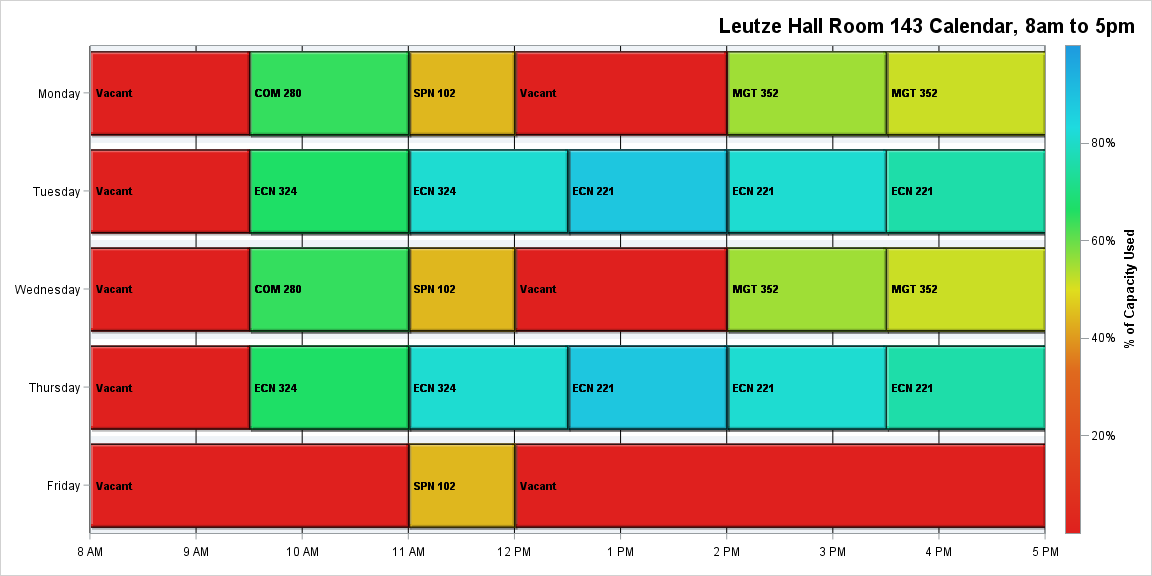 Leutze Hall Room 143 Calendar, 8am to 5pm
Monday
Vacant
COM 280
SPN 102
Vacant
MGT 352
MGT 352
Tuesday
Vacant
ECN 324
ECN 324
ECN 221
ECN 221
ECN 221
Wednesday
Vacant
COM 280
SPN 102
Vacant
MGT 352
MGT 352
Thursday
Vacant
ECN 324
ECN 324
ECN 221
ECN 221
ECN 221
Friday
Vacant
SPN 102
Vacant
8 AM
9 AM
10 AM
11 AM
12 PM
1 PM
2 PM
3 PM
4 PM
5 PM
80%
60%
40%
20%
% of Capacity Used